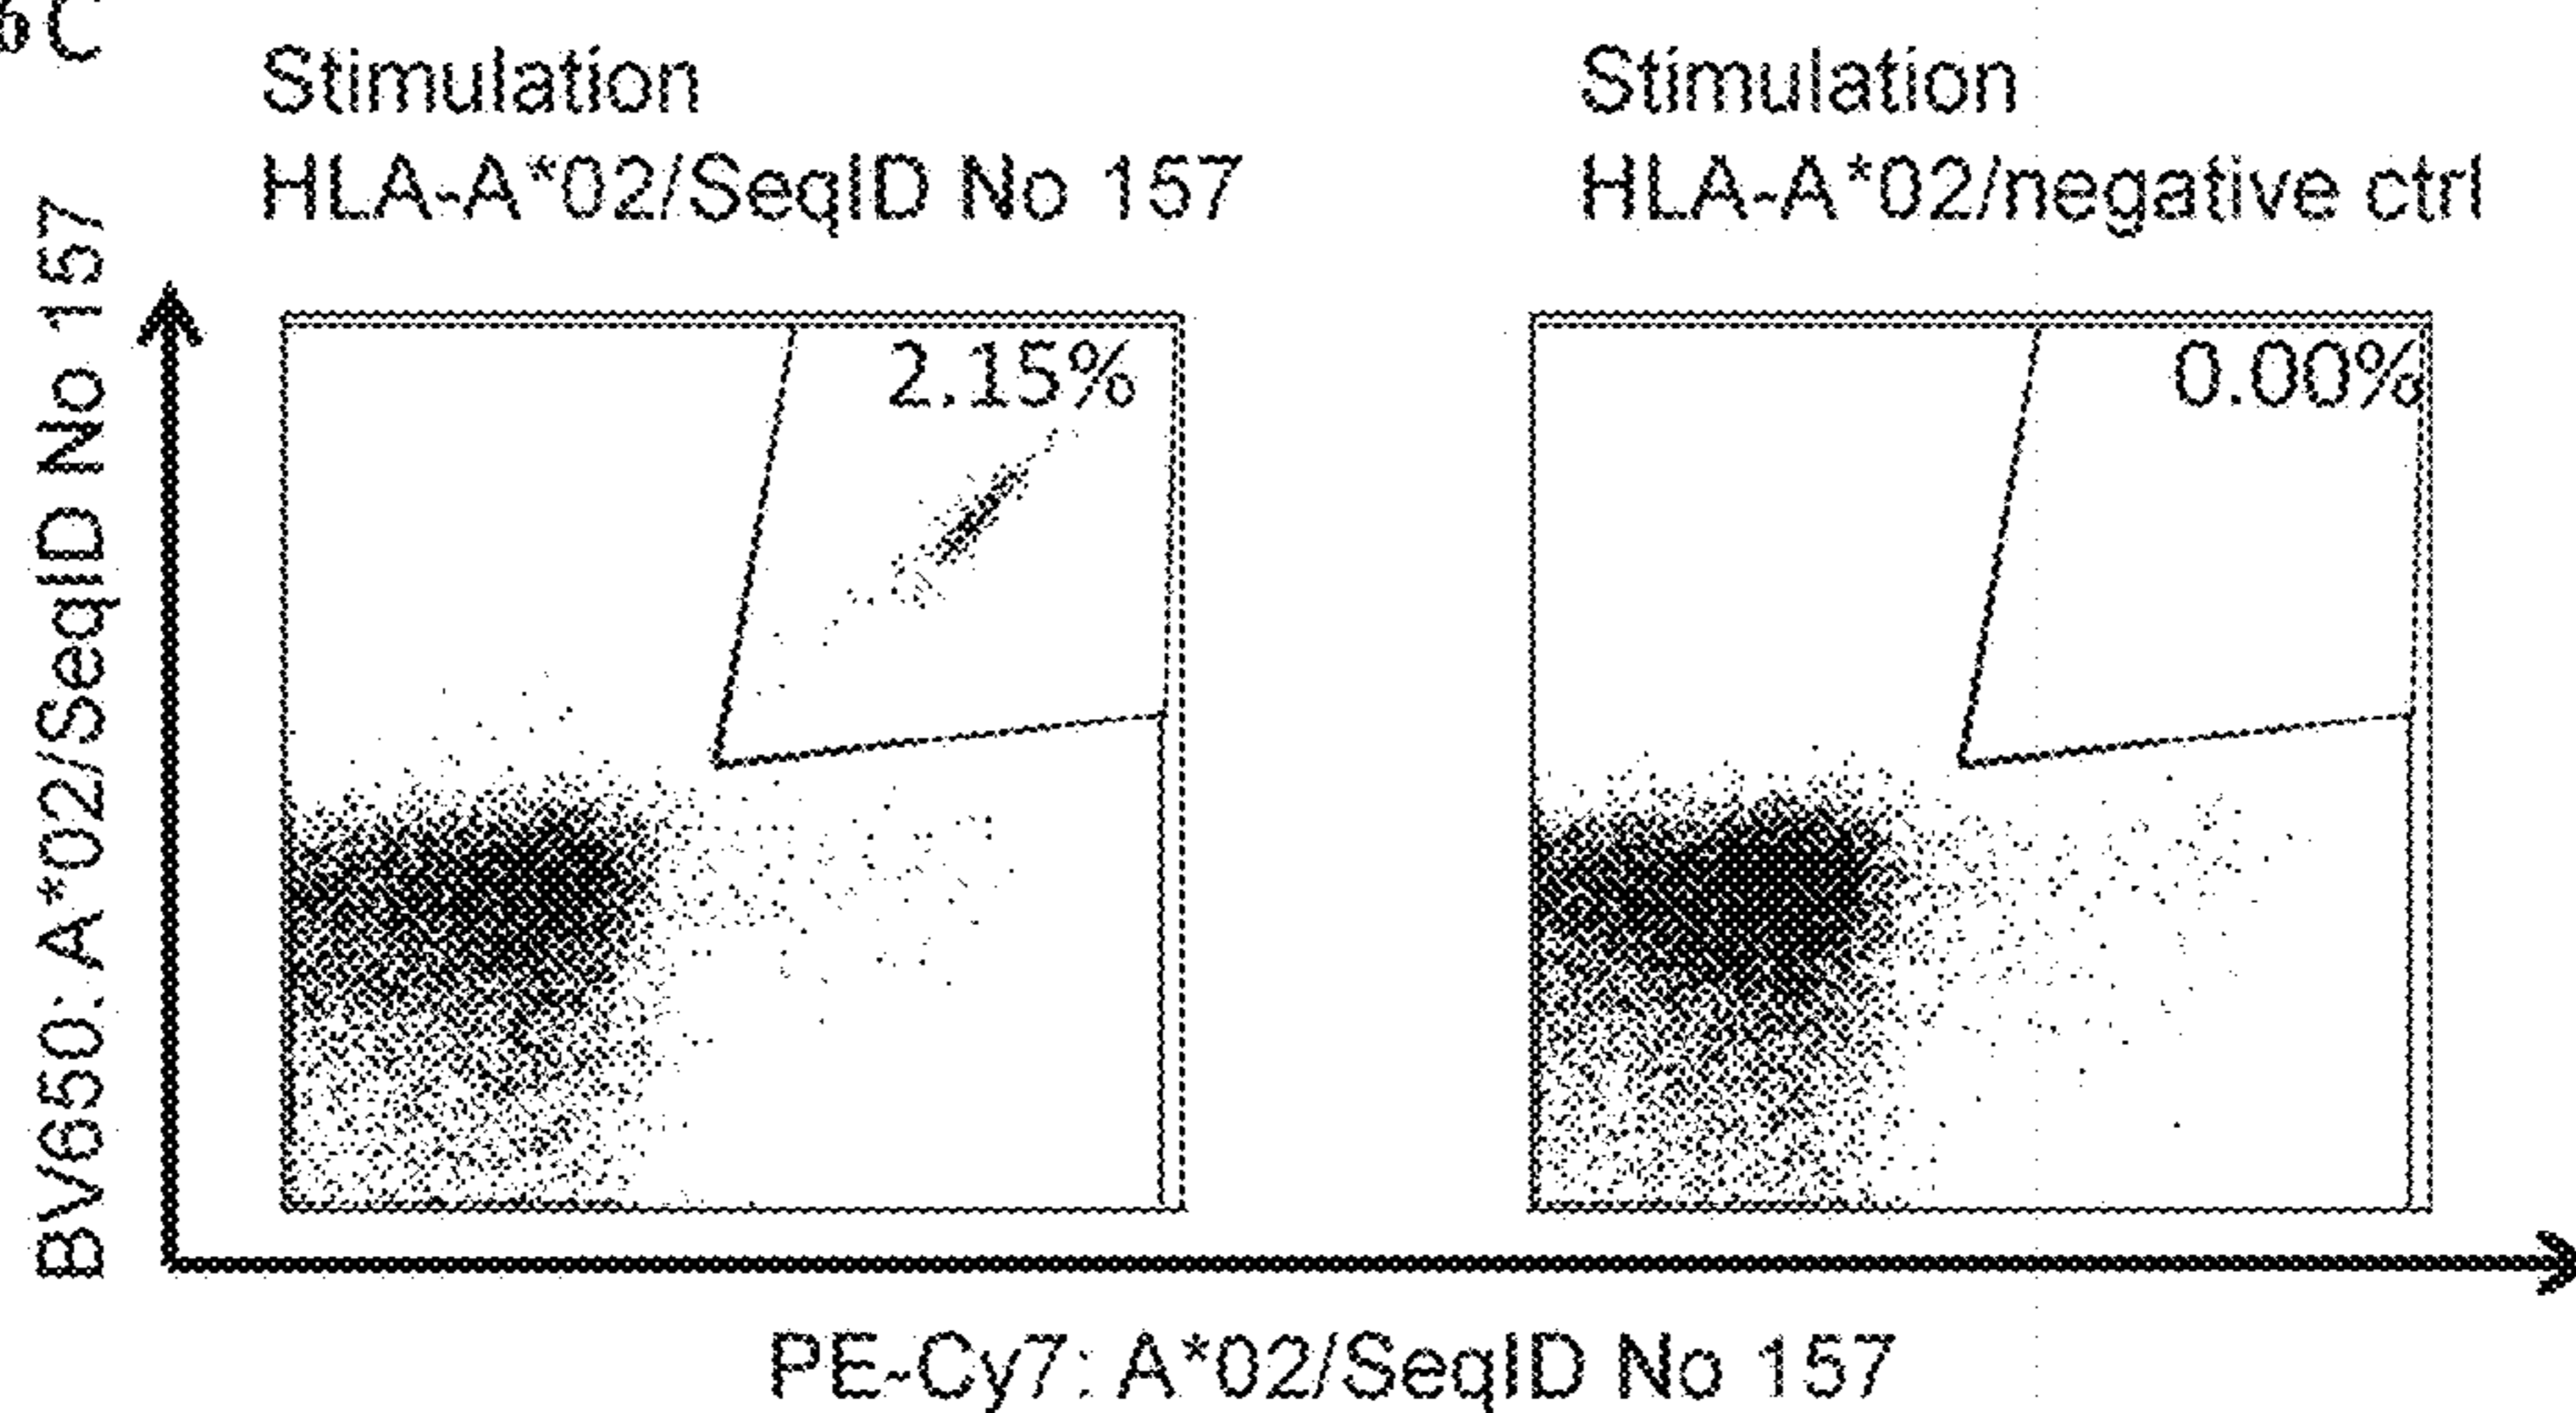 6C
Stimulation
HLA-A*02/SeqID No 157
Stimulation
HLA-A*02/negative ctrl
BV650: A*02/SeqID No 157
2.15%
0.00%
PE-Cy7: A*02/SeqID No 157